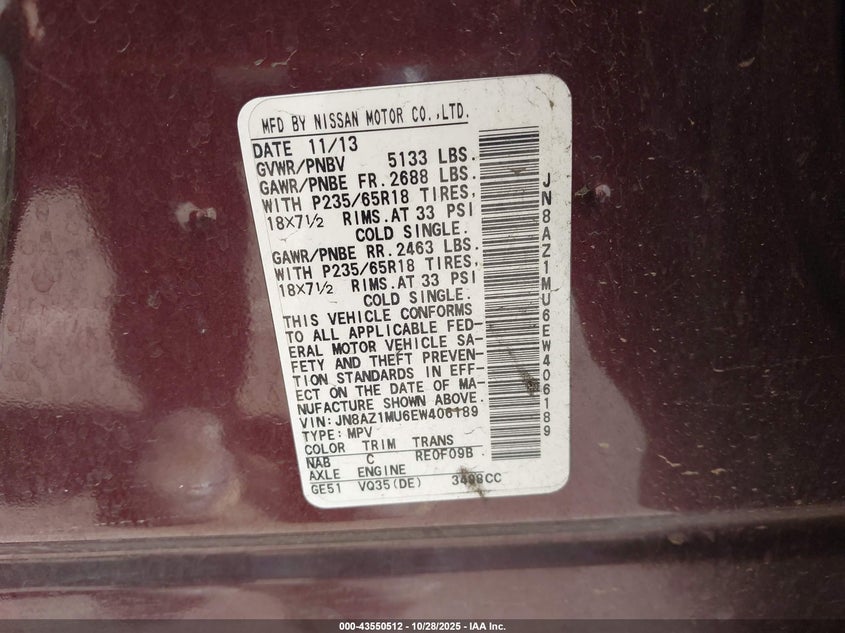 MFD BY NISSAN MOTOR CO.,LTD.
DATE 11/13
GVWR/PNBV 5133 LBS.
GAWR/PNBE FR. 2688 LBS.
WITH P235/65R18 TIRES,
18X7½ RIMS. AT 33 PSI
COLD SINGLE.
GAWR/PNBE RR. 2463 LBS.
WITH P235/65R18 TIRES,
18X7½ RIMS. AT 33 PSI
COLD SINGLE.
THIS VEHICLE CONFORMS
TO ALL APPLICABLE FED-
ERAL MOTOR VEHICLE SA-
FETY AND THEFT PREVEN-
TION STANDARDS IN EFF-
ECT ON THE DATE OF MA-
NUFACTURE SHOWN ABOVE.
VIN: JN8AZ1MU6EW406189
TYPE: MPV
COLOR TRIM TRANS
NAB C RE0F09B
AXLE ENGINE
GE51 VQ35(DE) 3498CC
JN8AZ1MU6EW406189
000-43550512 - 10/28/2025 - IAA Inc.